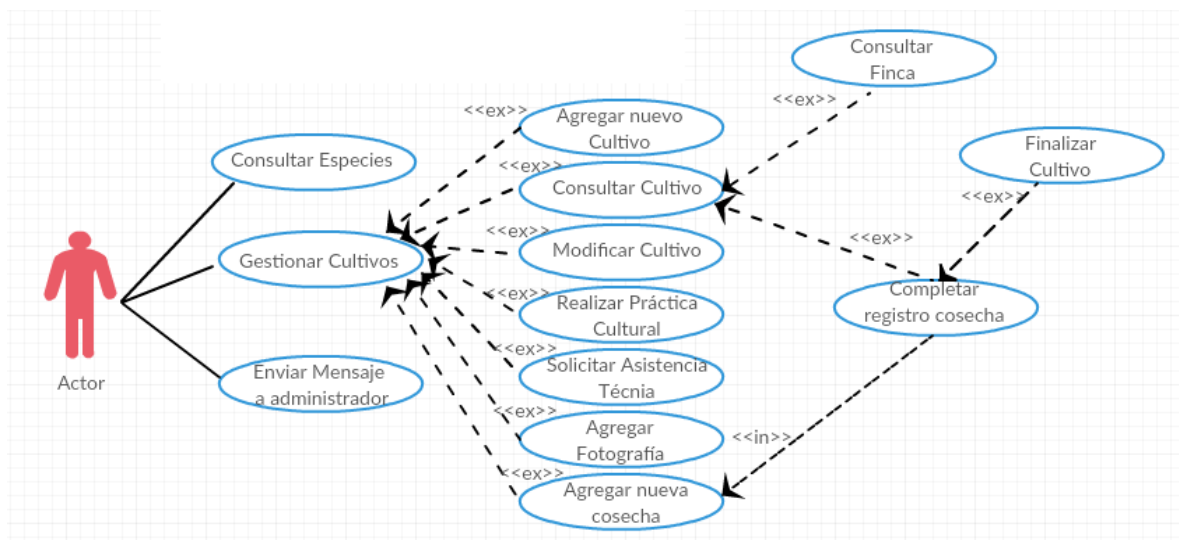 Consultar
Finca
<<ex>>
<<ex>>
Agregar nuevo
Cultivo
Finalizar
Cultivo
Consultar Especies
<<ex>>
Consultar Cultivo
<<ex>>
<<ex>>
Modificar Cultivo
<<ex>>
Gestionar Cultivos
<<ex>>
Realizar Práctica
Cultural
Completar
registro cosecha
<<ex>>
Solicitar Asistencia
Técnia
Enviar Mensaje
a administrador
Actor
<<ex>>
Agregar
Fotografía
<<in>>
<<ex>>
Agregar nueva
cosecha